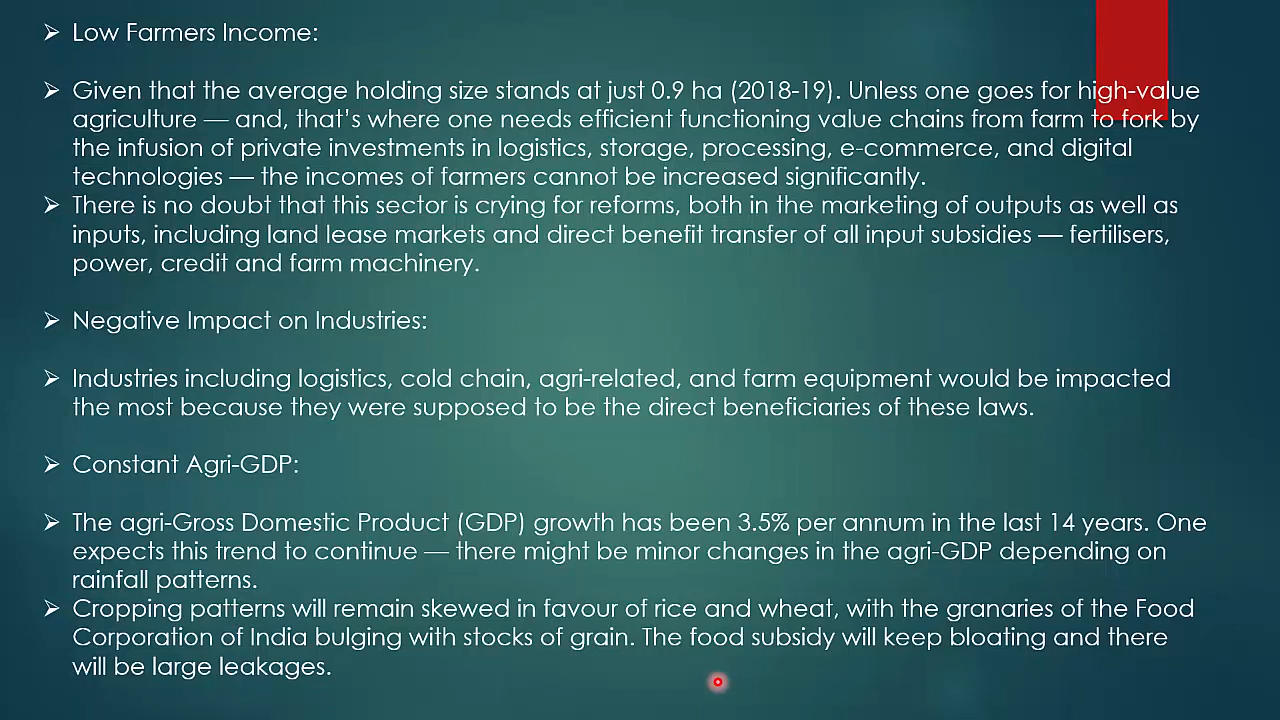 ➢ Low Farmers Income:
➢ Given that the average holding size stands at just 0.9 ha (2018-19). Unless one goes for high-value
agriculture — and, that's where one needs efficient functioning value chains from farm to fork by
the infusion of private investments in logistics, storage, processing, e-commerce, and digital
technologies — the incomes of farmers cannot be increased significantly.
➢ There is no doubt that this sector is crying for reforms, both in the marketing of outputs as well as
inputs, including land lease markets and direct benefit transfer of all input subsidies — fertilisers,
power, credit and farm machinery.
➢ Negative Impact on Industries:
➢ Industries including logistics, cold chain, agri-related, and farm equipment would be impacted
the most because they were supposed to be the direct beneficiaries of these laws.
➢ Constant Agri-GDP:
➢ The agri-Gross Domestic Product (GDP) growth has been 3.5% per annum in the last 14 years. One
expects this trend to continue — there might be minor changes in the agri-GDP depending on
rainfall patterns.
➢ Cropping patterns will remain skewed in favour of rice and wheat, with the granaries of the Food
Corporation of India bulging with stocks of grain. The food subsidy will keep bloating and there
will be large leakages.